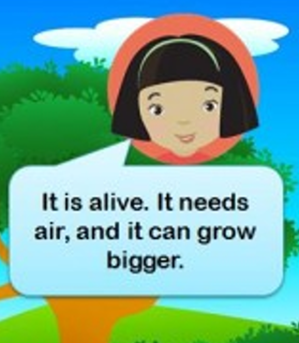 It is alive. It needs
air, and it can grow
bigger.